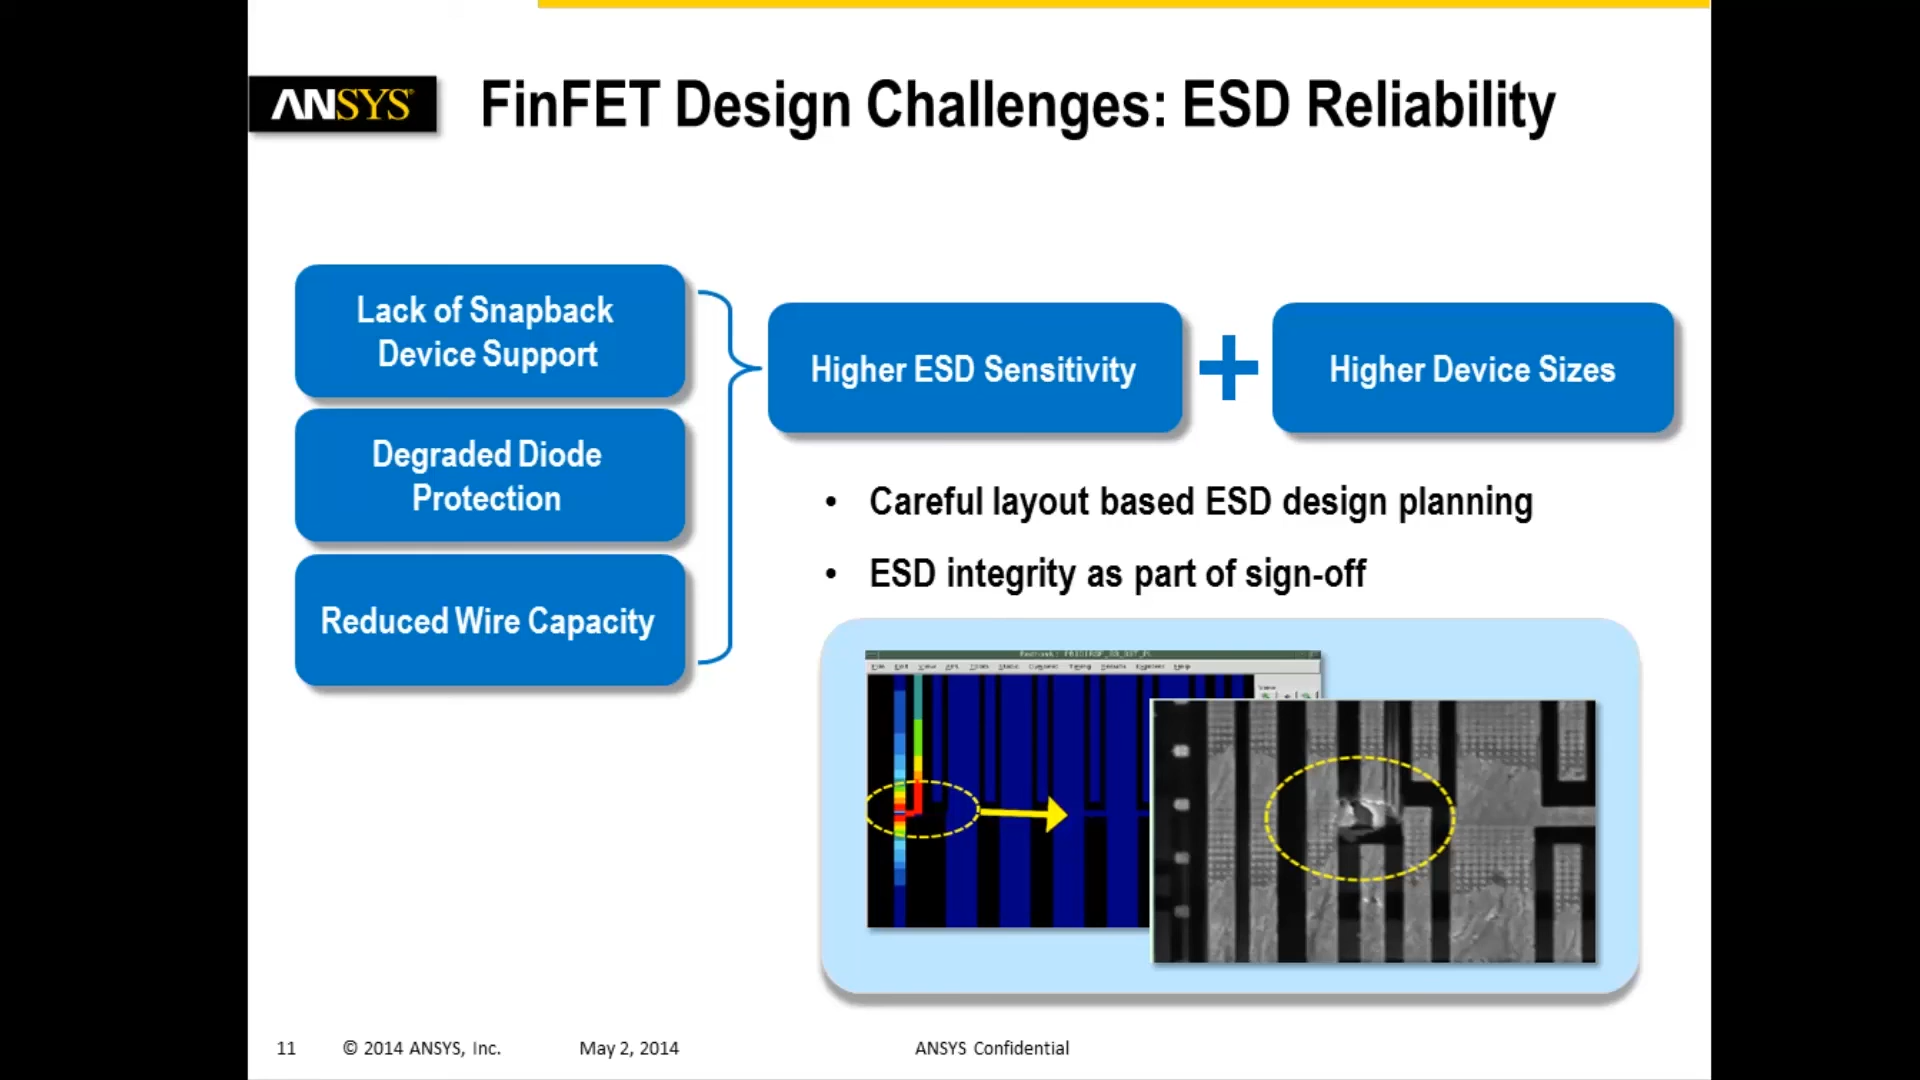 ANSYS
FinFET Design Challenges: ESD Reliability
Lack of Snapback
Device Support
Degraded Diode
Protection
Reduced Wire Capacity
Higher ESD Sensitivity
+
Higher Device Sizes
• Careful layout based ESD design planning
• ESD integrity as part of sign-off
11
© 2014 ANSYS, Inc.
May 2, 2014
ANSYS Confidential